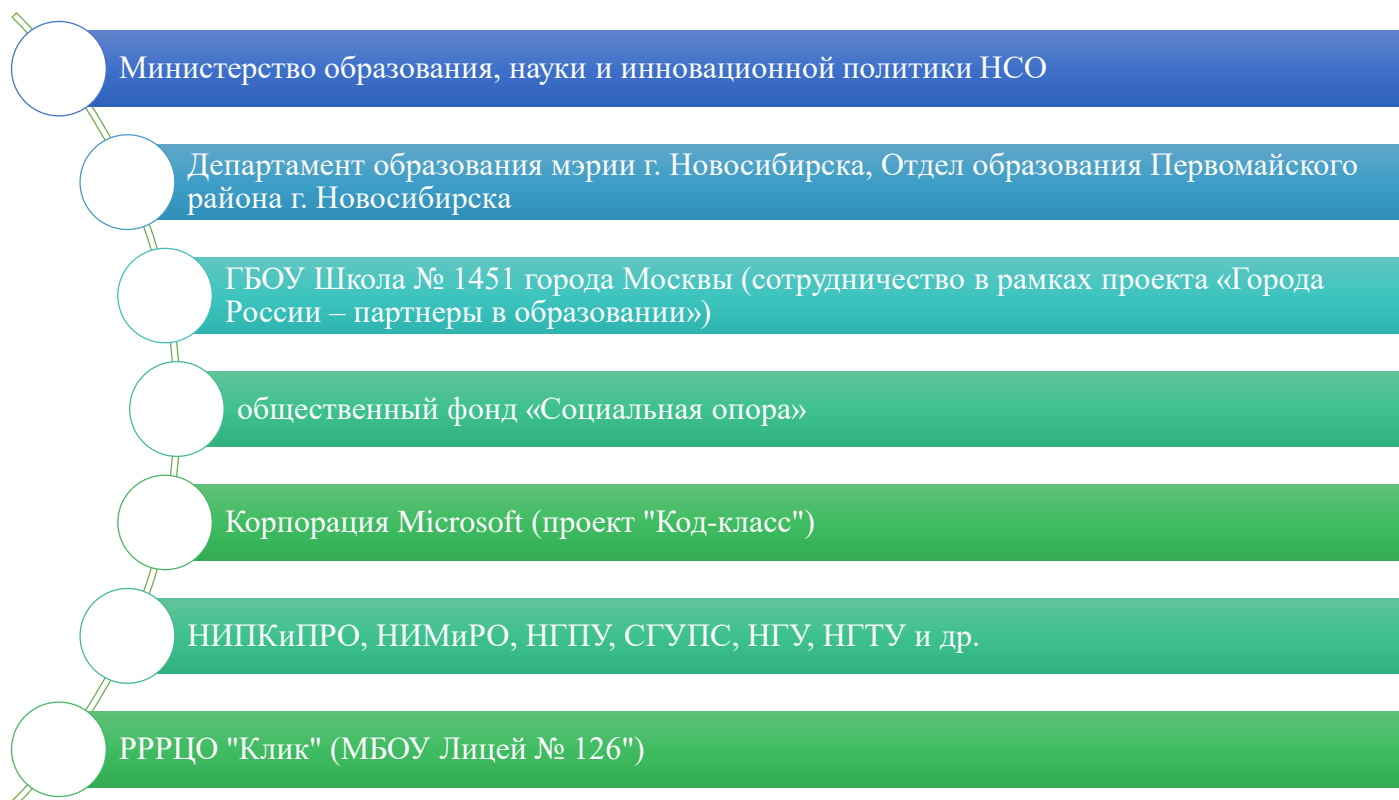 Министерство образования, науки и инновационной политики НСО
Департамент образования мэрии г. Новосибирска, Отдел образования Первомайского
района г. Новосибирска
ГБОУ Школа № 1451 города Москвы (сотрудничество в рамках проекта «Города
России – партнеры в образовании»)
общественный фонд «Социальная опора»
Корпорация Microsoft (проект "Код-класс")
НИПКиПРО, НИМиРО, НГПУ, СГУПС, НГУ, НГТУ и др.
РРРЦО "Клик" (МБОУ Лицей № 126")